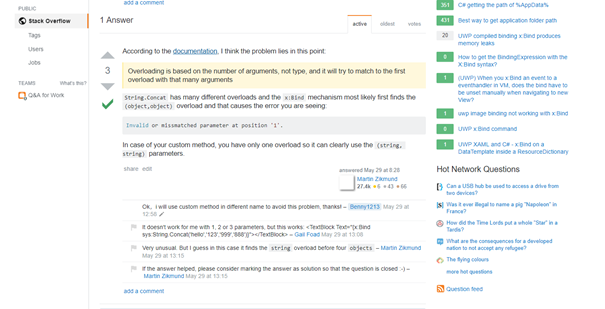 add a comment
PUBLIC
Stack Overflow
Tags
Users
Jobs
TEAMS What's this?
Q&A for Work
1 Answer
active oldest votes
3
According to the documentation, I think the problem lies in this point:
Overloading is based on the number of arguments, not type, and it will try to match to the first
overload with that many arguments
String.Concat has many different overloads and the x:Bind mechanism most likely first finds the
(object,object) overload and that causes the error you are seeing:
Invalid or missmatched parameter at position '1'.
In case of your custom method, you have only one overload so it can clearly use the (string,
string) parameters.
share edit
answered May 29 at 8:28
Martin Zikmund
27.4k 6 43 66
Ok, i will use custom method in different name to avoid this problem, thanks! – Benny1213 May 29 at
12:58
It doesn't work for me with 1, 2 or 3 parameters, but this works: <TextBlock Text="{x:Bind
sys:String.Concat('hello','123','999','888')}"></TextBlock> – Gail Foad May 29 at 13:08
Very unusual. But i guess in this case it finds the string overload before four objects – Martin Zikmund
May 29 at 13:15
If the answer helped, please consider marking the answer as solution so that the question is closed :-) –
Martin Zikmund May 29 at 13:16
add a comment
351 C# getting the path of %AppData%
431 Best way to get application folder path
20 UWP compiled binding x:Bind produces
memory leaks
0 How to get the BindingExpression with the
X:Bind syntax?
1 (UWP) When you x:Bind an event to a
eventhandler in VM, does the bind have to
be unset manually when navigating to new
View?
1 uwp image binding not working with x:Bind
0 UWP X:Bind command
1 UWP XAML and C# - x:Bind on a
DataTemplate inside a ResourceDictionary
Hot Network Questions
Can a USB hub be used to access a drive from
two devices?
Was it ever illegal to name a pig "Napoleon" in
France?
How did the Time Lords put a whole "Star" in a
Tardis?
What are the consequences for a developed
nation to not accept any refugee?
The flying colours
more hot questions
Question feed